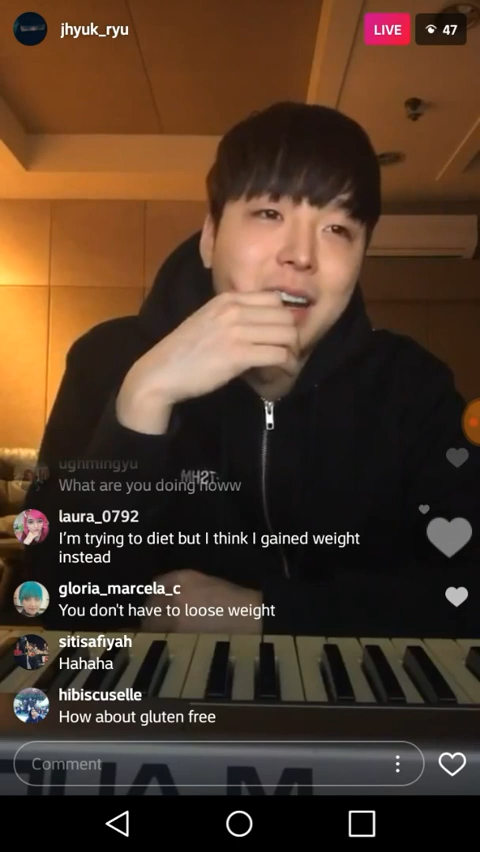 jhyuk_ryu
LIVE
47
ughmingyu
What are you doing noww
laura_0792
I'm trying to diet but I think I gained weight
instead
gloria_marcela_c
You don't have to loose weight
sitisafiyah
Hahaha
hibiscuselle
How about gluten free
Comment